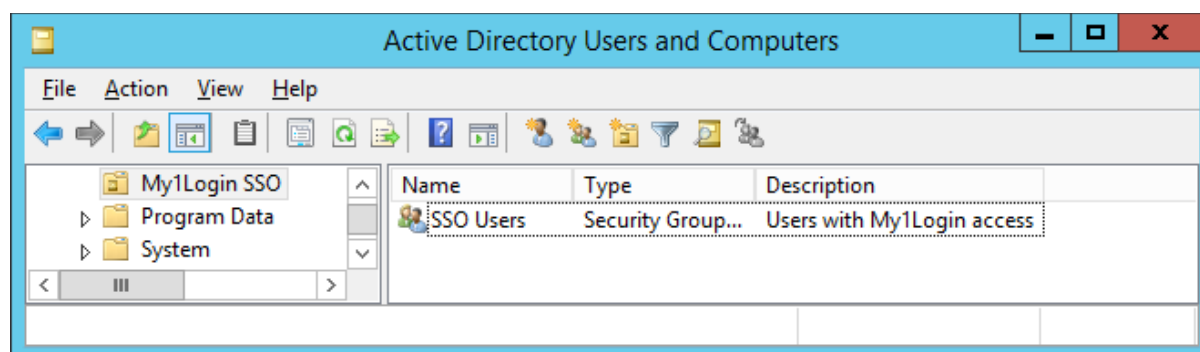 Active Directory Users and Computers
File Action View Help
My1Login SSO
Name Type Description
Program Data
SSO Users Security Group... Users with My1Login access
System